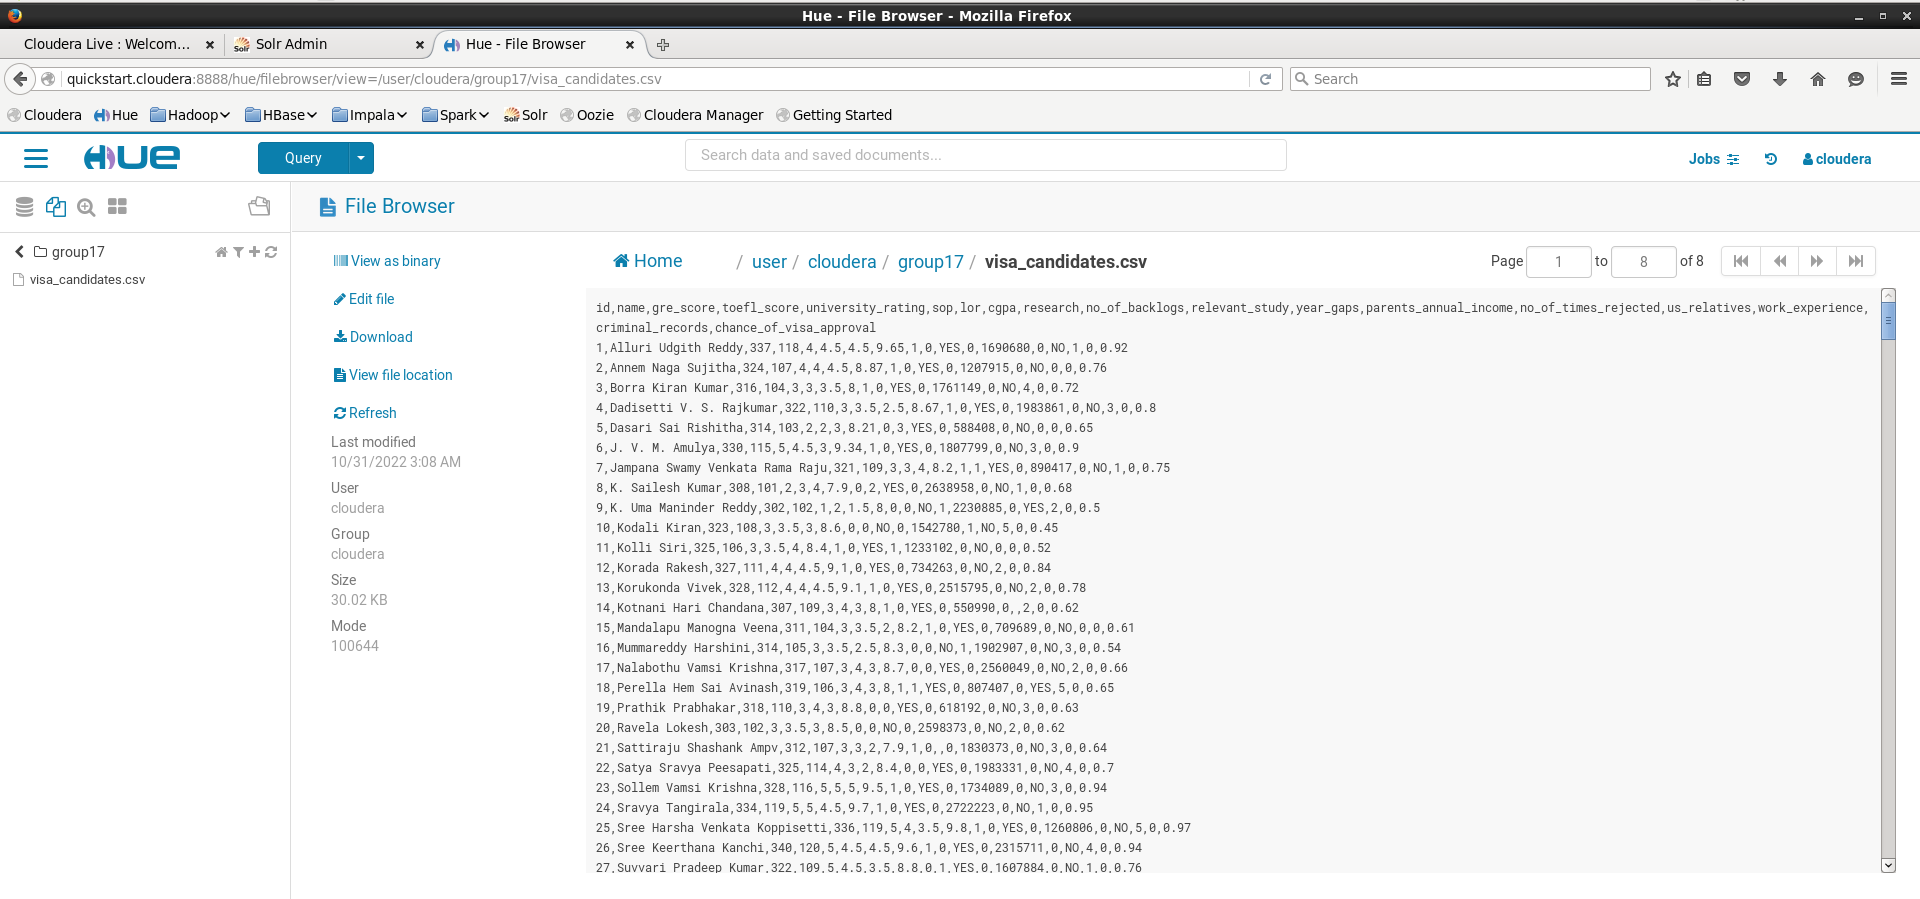 Hue - File Browser - Mozilla Firefox
Cloudera Live : Welcom...
Solr Admin
Hue - File Browser
quickstart.cloudera:8888/hue/filebrowser/view=/user/cloudera/group17/visa_candidates.csv
Search
Cloudera Hue Hadoop HBase Impala Spark Solr Oozie Cloudera Manager Getting Started
HUE
Query
Search data and saved documents...
Jobs
cloudera
File Browser
group17
visa_candidates.csv
View as binary
Edit file
Download
View file location
Refresh
Last modified
10/31/2022 3:08 AM
User
cloudera
Group
cloudera
Size
30.02 KB
Mode
100644
Home / user / cloudera / group17 / visa_candidates.csv
Page 1 to 8 of 8
id,name,gre_score,toefl_score,university_rating,sop,lor,cgpa,research,no_of_backlogs,relevant_study,year_gaps,parents_annual_income,no_of_times_rejected,us_relatives,work_experience,
criminal_records,chance_of_visa_approval
1,Alluri Udgith Reddy,337,118,4,4.5,4.5,9.65,1,0,YES,0,1690680,0,NO,1,0,0.92
2,Annem Naga Sujitha,324,107,4,4,4.5,8.87,1,0,YES,0,1207915,0,NO,0,0,0.76
3,Borra Kiran Kumar,316,104,3,3,3.5,8,1,0,YES,0,1761149,0,NO,4,0,0.72
4,Dadisetti V. S. Rajkumar,322,110,3,3.5,2.5,8.67,1,0,YES,0,1983861,0,NO,3,0,0.8
5,Dasari Sai Rishitha,314,103,2,2,3,8.21,0,3,YES,0,588408,0,NO,0,0,0.65
6,J. V. M. Amulya,330,115,5,4.5,3,9.34,1,0,YES,0,1807799,0,NO,3,0,0.9
7,Jampana Swamy Venkata Rama Raju,321,109,3,3,4,8.2,1,1,YES,0,890417,0,NO,1,0,0.75
8,K. Sailesh Kumar,308,101,2,3,4,7.9,0,2,YES,0,2638958,0,NO,1,0,0.68
9,K. Uma Maninder Reddy,302,102,1,2,1.5,8,0,0,NO,1,2230885,0,YES,2,0,0.5
10,Kodali Kiran,323,108,3,3.5,3,8.6,0,0,NO,0,1542780,1,NO,5,0,0.45
11,Kolli Siri,325,106,3,3.5,4,8.4,1,0,YES,1,1233102,0,NO,0,0,0.52
12,Korada Rakesh,327,111,4,4,4.5,9,1,0,YES,0,734263,0,NO,2,0,0.84
13,Korukonda Vivek,328,112,4,4,4.5,9.1,1,0,YES,0,2515795,0,NO,2,0,0.78
14,Kotnani Hari Chandana,307,109,3,4,3,8,1,0,YES,0,550990,0,,2,0,0.62
15,Mandalapu Manogna Veena,311,104,3,3.5,2,8.2,1,0,YES,0,709689,0,NO,0,0,0.61
16,Mummareddy Harshini,314,105,3,3.5,2.5,8.3,0,0,NO,1,1902907,0,NO,3,0,0.54
17,Nalabothu Vamsi Krishna,317,107,3,4,3,8.7,0,0,YES,0,2560049,0,NO,2,0,0.66
18,Perella Hem Sai Avinash,319,106,3,4,3,8,1,1,YES,0,807407,0,YES,5,0,0.65
19,Prathik Prabhakar,318,110,3,4,3,8.8,0,0,YES,0,618192,0,NO,3,0,0.63
20,Ravela Lokesh,303,102,3,3.5,3,8.5,0,0,NO,0,2598373,0,NO,2,0,0.62
21,Sattiraju Shashank Ampv,312,107,3,3,2,7.9,1,0,,0,1830373,0,NO,3,0,0.64
22,Satya Sravya Peesapati,325,114,4,3,2,8.4,0,0,YES,0,1983331,0,NO,4,0,0.7
23,Sollem Vamsi Krishna,328,116,5,5,5,9.5,1,0,YES,0,1734089,0,NO,3,0,0.94
24,Sravya Tangirala,334,119,5,5,4.5,9.7,1,0,YES,0,2722223,0,NO,1,0,0.95
25,Sree Harsha Venkata Koppisetti,336,119,5,4,3.5,9.8,1,0,YES,0,1260806,0,NO,5,0,0.97
26,Sree Keerthana Kanchi,340,120,5,4.5,4.5,9.6,1,0,YES,0,2315711,0,NO,4,0,0.94
27,Suvvari Pradeep Kumar,322,109,5,4.5,3.5,8.8,0,1,YES,0,1607884,0,NO,1,0,0.76